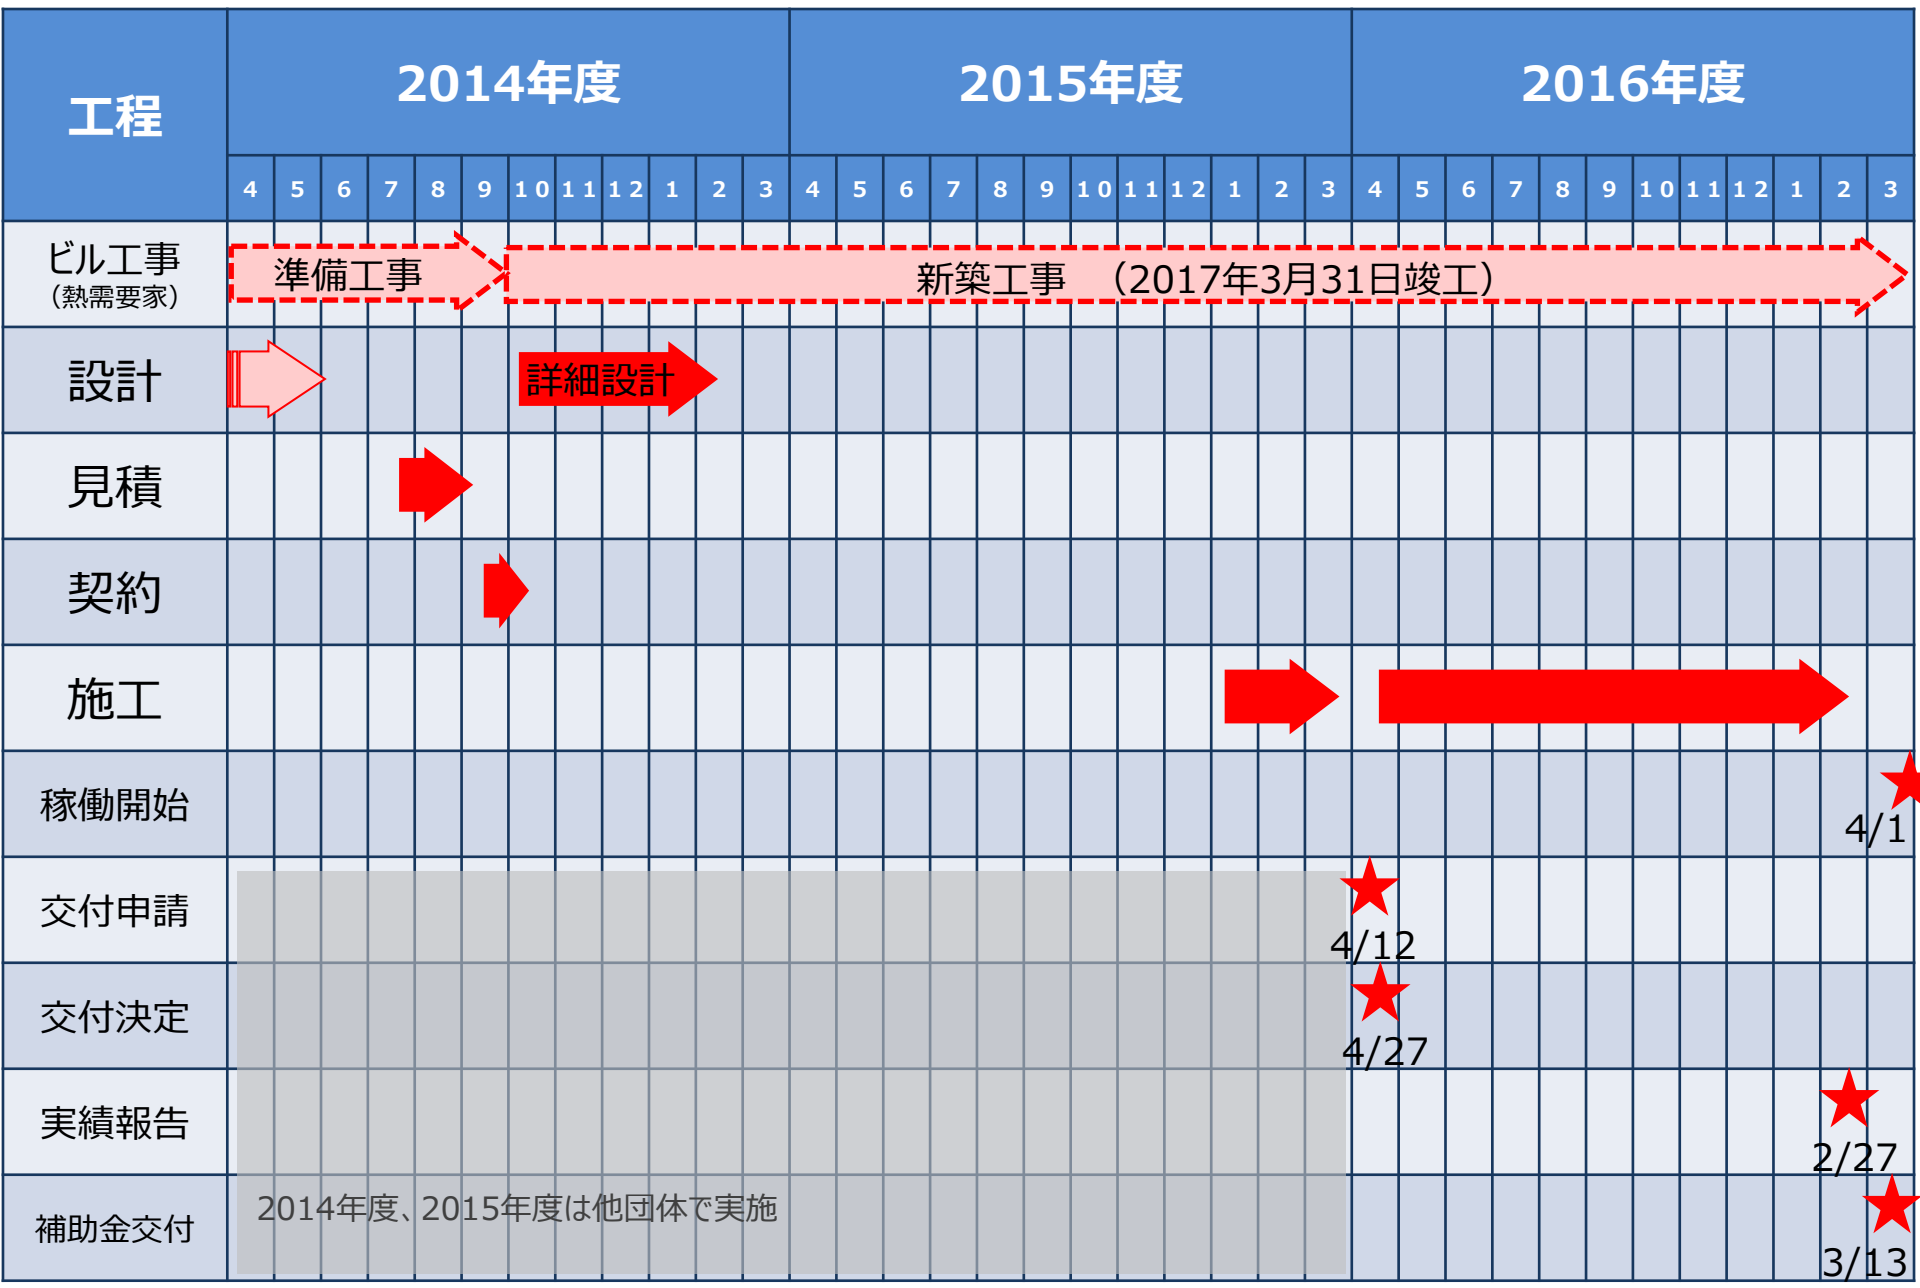 工程
2014年度 2015年度 2016年度
4 5 6 7 8 9 10 11 12 1 2 3 4 5 6 7 8 9 10 11 12 1 2 3 4 5 6 7 8 9 10 11 12 1 2 3
ビル工事
（熱需要家）
準備工事 新築工事　（2017年3月31日竣工）
設計 詳細設計
見積
契約
施工
稼働開始
4/1
交付申請
4/12
交付決定
4/27
実績報告
2/27
補助金交付
2014年度、2015年度は他団体で実施
3/13